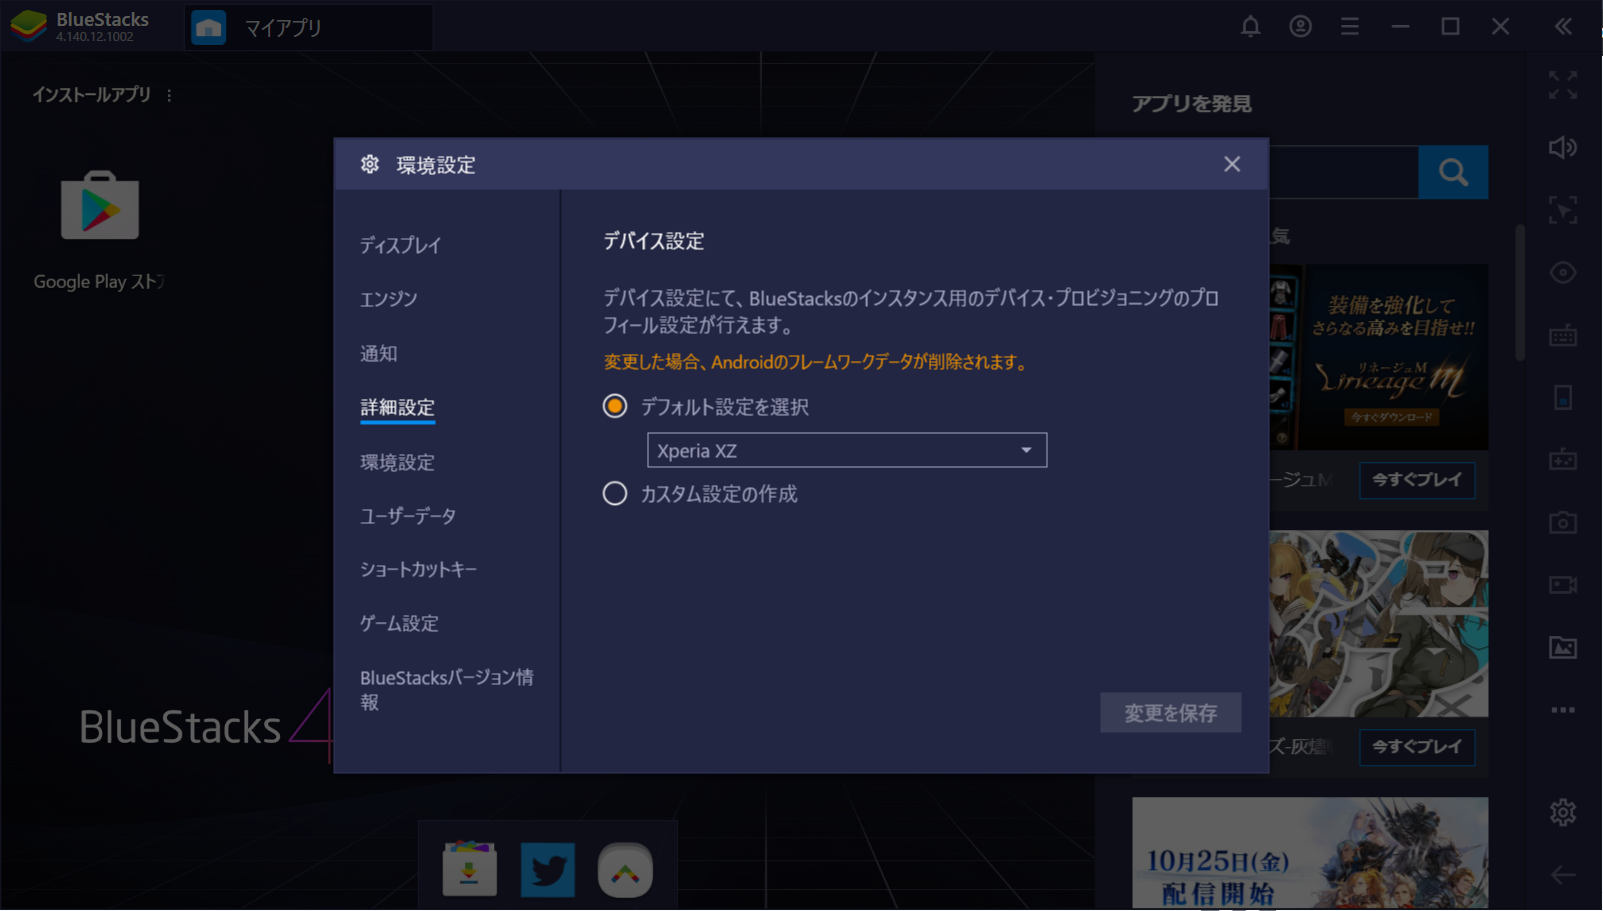 BlueStacks
4.140.12.1002
マイアプリ
インストールアプリ
Google Play スト
BlueStacks 4
環境設定
ディスプレイ
エンジン
通知
詳細設定
環境設定
ユーザーデータ
ショートカットキー
ゲーム設定
BlueStacksバージョン情
報
デバイス設定
デバイス設定にて、BlueStacksのインスタンス用のデバイス・プロビジョニングのプロ
フィール設定が行えます。
変更した場合、Androidのフレームワークデータが削除されます。
デフォルト設定を選択
Xperia XZ
カスタム設定の作成
変更を保存
アプリを発見
気
装備を強化して
さらなる高みを目指せ!!
リネージュM
Lineage M
今すぐダウンロード
ージュM
今すぐプレイ
ズ-灰燼
今すぐプレイ
10月25日(金)
配信開始